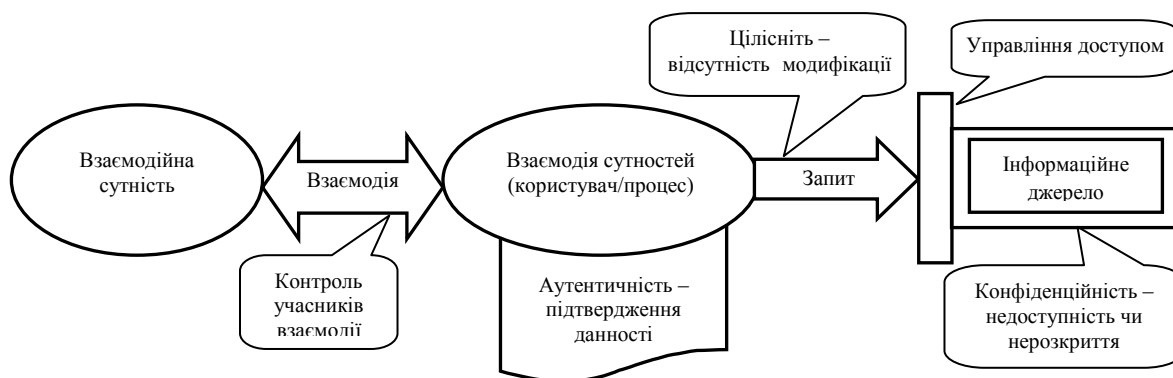 Цілісніть –
відсутність модифікації
Управління доступом
Взаємодійна
сутність
Взаємодія
Взаємодія сутностей
(користувач/процес)
Запит
Інформаційне
джерело
Контроль
учасників
взаємодії
Аутентичність –
підтвердження
данності
Конфіденційність –
недоступність чи
нерозкриття